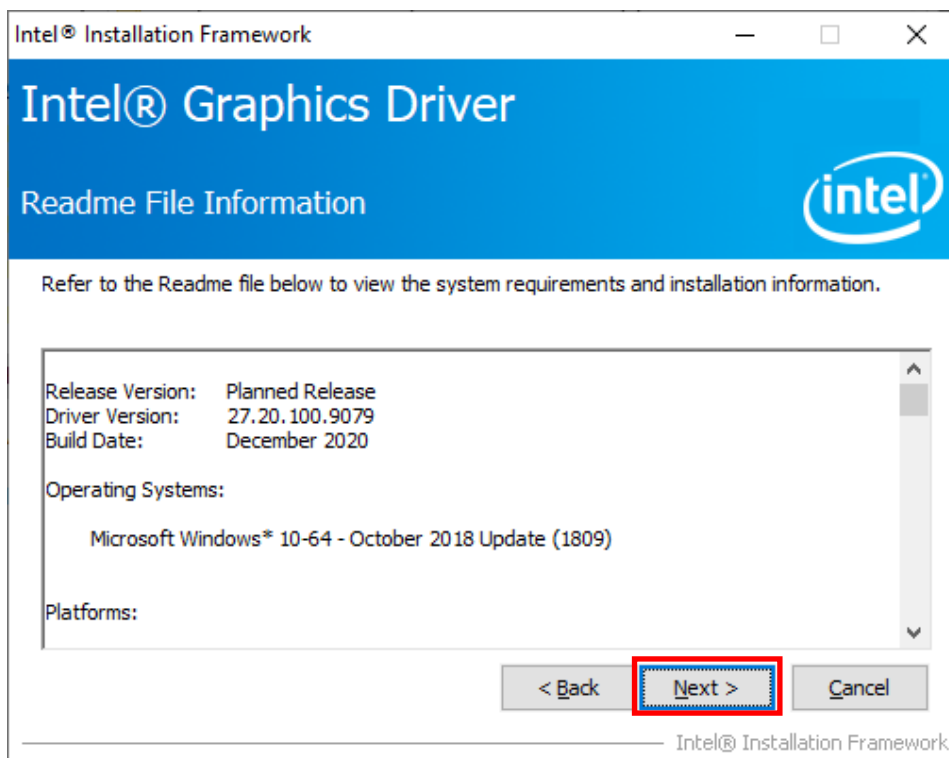 Intel® Installation Framework
Intel® Graphics Driver
Readme File Information
intel
Refer to the Readme file below to view the system requirements and installation information.
Release Version: Planned Release
Driver Version: 27.20.100.9079
Build Date: December 2020
Operating Systems:
Microsoft Windows* 10-64 - October 2018 Update (1809)
Platforms:
< Back Next > Cancel
Intel® Installation Framework